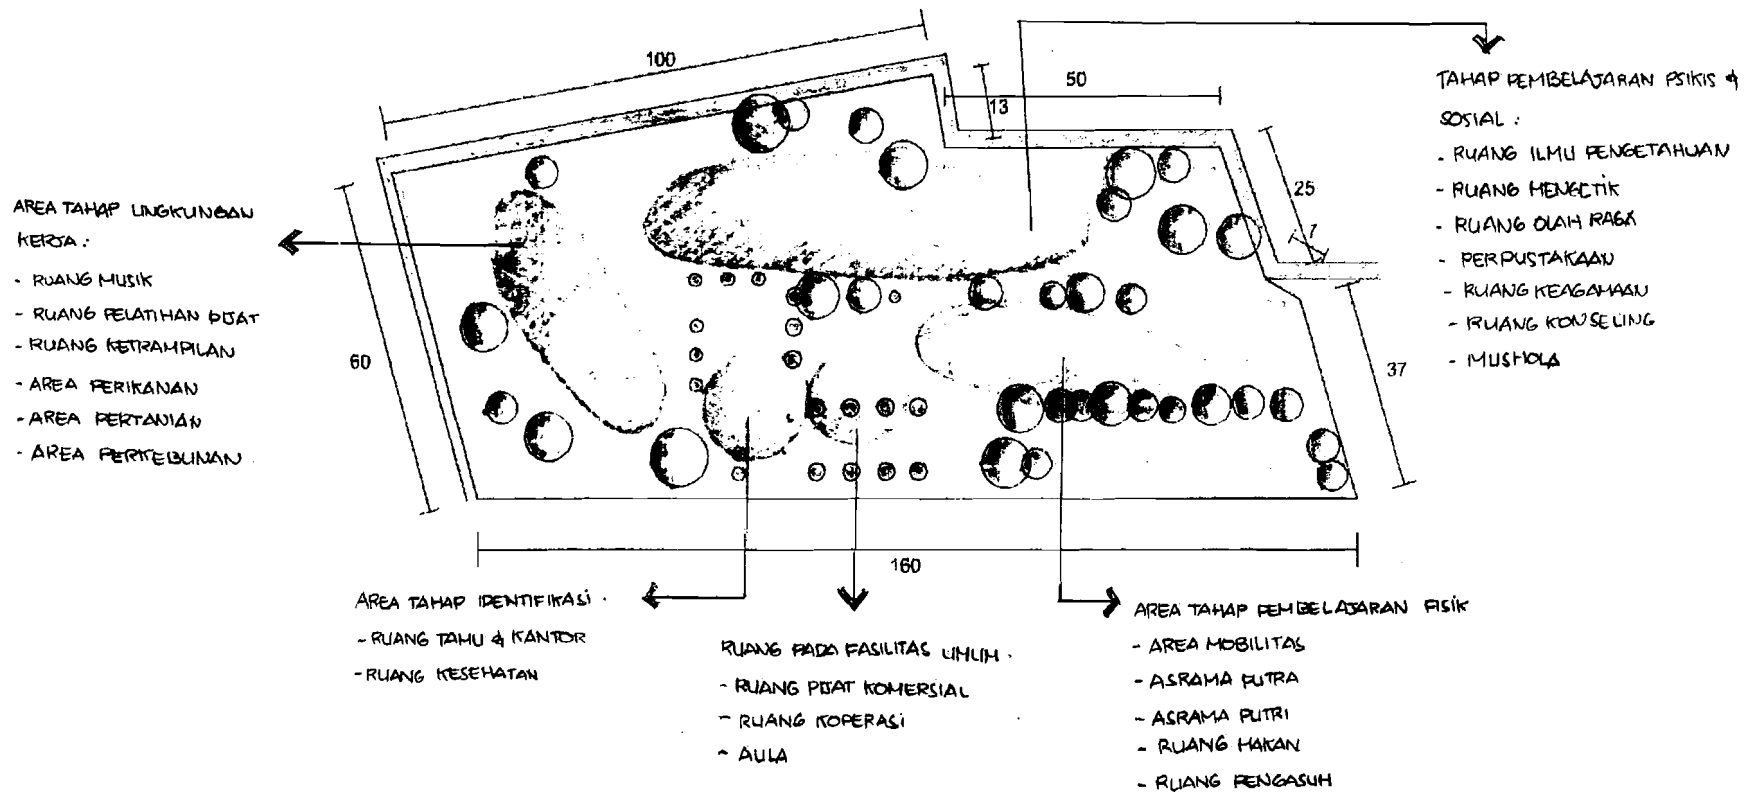 100
50
13
25
7
60
37
160
AREA TAHAP LINGKUNGAN
KERJA :
- RUANG MUSIK
- RUANG PELATIHAN PIJAT
- RUANG KETRAMPILAN
- AREA PERIKANAN
- AREA PERTANIAN
- AREA PERKEBUNAN.
TAHAP PEMBELAJARAN PSIKIS &
SOSIAL :
. RUANG ILMU PENGETAHUAN
- RUANG MENGETIK
- RUANG OLAH RAGA
- PERPUSTAKAAN
- RUANG KEAGAMAAN
- RUANG KONSELING
- MUSHOLA
AREA TAHAP IDENTIFIKASI .
- RUANG TAMU & KANTOR
- RUANG KESEHATAN
RUANG PADA FASILITAS UMUM .
- RUANG PIJAT KOMERSIAL
- RUANG KOPERASI
- AULA
AREA TAHAP PEMBELAJARAN FISIK
- AREA MOBILITAS
- ASRAMA PUTRA
- ASRAMA PUTRI
- RUANG MAKAN
- RUANG PENGASUH